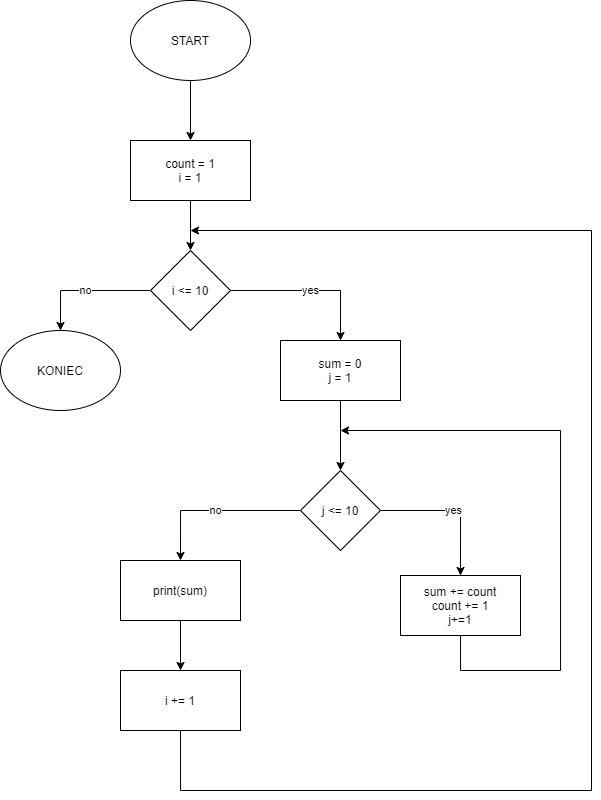 START
count = 1
i = 1
i <= 10
no
yes
KONIEC
sum = 0
j = 1
j <= 10
no
yes
print(sum)
sum += count
count += 1
j+=1
i += 1